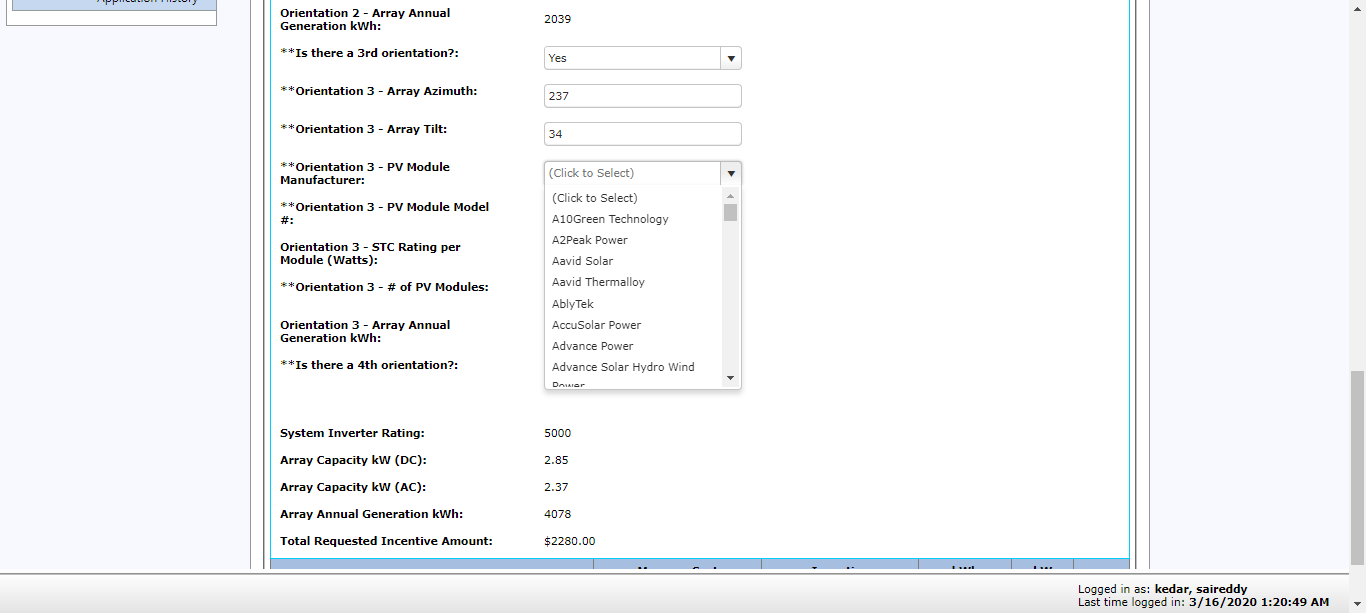 Application History
Orientation 2 - Array Annual
Generation kWh:
2039
**Is there a 3rd orientation?:
Yes
**Orientation 3 - Array Azimuth:
237
**Orientation 3 - Array Tilt:
34
**Orientation 3 - PV Module
Manufacturer:
(Click to Select)
(Click to Select)
A10Green Technology
A2Peak Power
Aavid Solar
Aavid Thermalloy
AblyTek
AccuSolar Power
Advance Power
Advance Solar Hydro Wind
Power
**Orientation 3 - PV Module Model
#:
Orientation 3 - STC Rating per
Module (Watts):
**Orientation 3 - # of PV Modules:
Orientation 3 - Array Annual
Generation kWh:
**Is there a 4th orientation?:
System Inverter Rating:
5000
Array Capacity kW (DC):
2.85
Array Capacity kW (AC):
2.37
Array Annual Generation kWh:
4078
Total Requested Incentive Amount:
$2280.00
Logged in as: kedar, saireddy
Last time logged in: 3/16/2020 1:20:49 AM